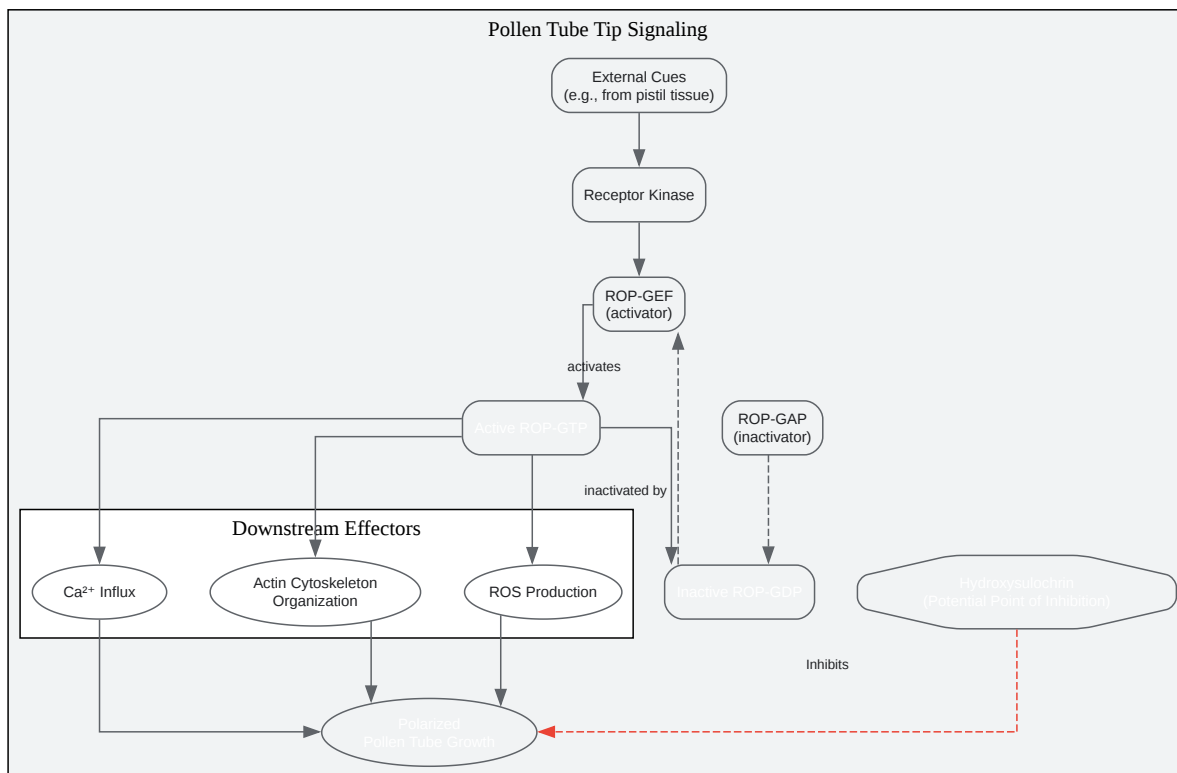 Pollen Tube Tip Signaling
External Cues
(e.g., from pistil tissue)
Receptor Kinase
ROP-GEF
(activator)
activates
Active ROP-GTP
ROP-GAP
(inactivator)
inactivated by
Downstream Effectors
Ca²⁺ Influx
Actin Cytoskeleton
Organization
ROS Production
Inactive ROP-GDP
Hydroxysulochrin
(Potential Point of Inhibition)
Inhibits
Polarized
Pollen Tube Growth